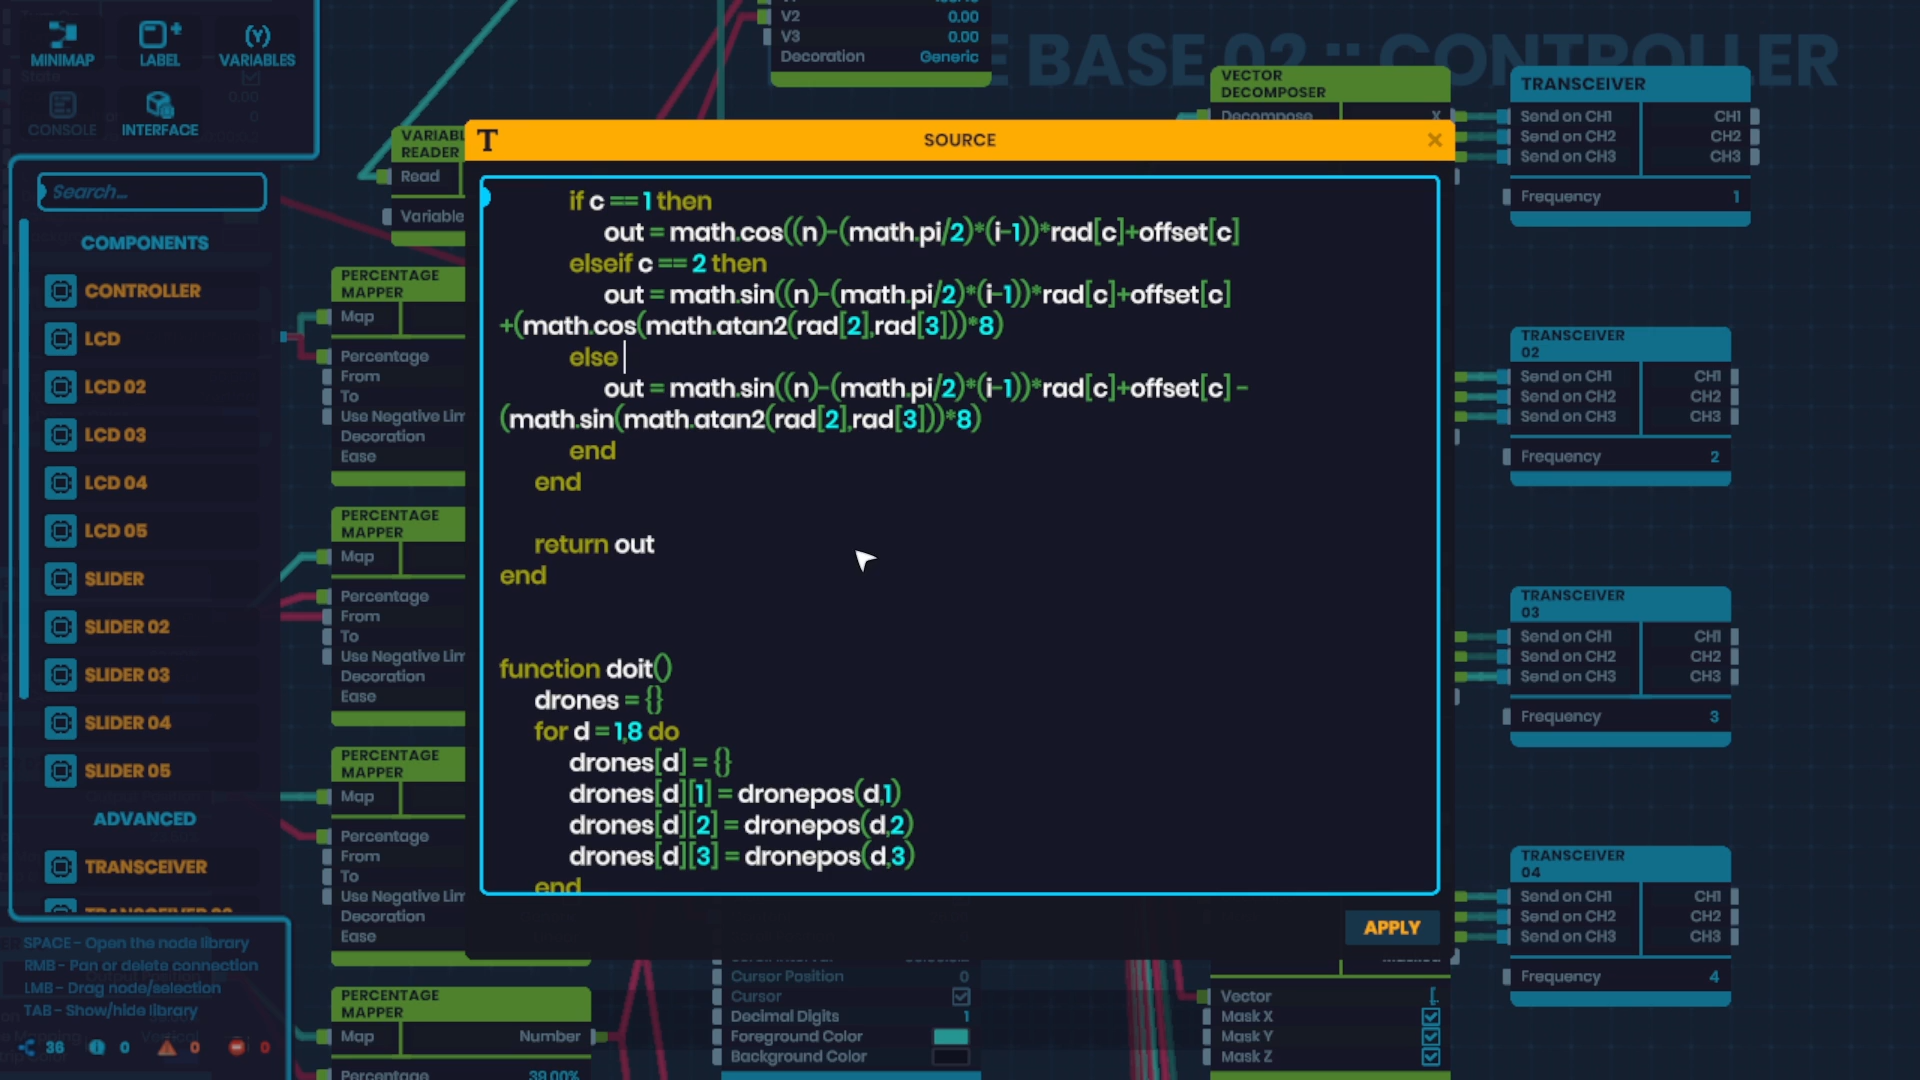 MINIMAP
LABEL
VARIABLES
CONSOLE
INTERFACE
Search...
COMPONENTS
CONTROLLER
LCD
LCD 02
LCD 03
LCD 04
LCD 05
SLIDER
SLIDER 02
SLIDER 03
SLIDER 04
SLIDER 05
ADVANCED
TRANSCEIVER
SPACE - Open the node library
RMB - Pan or delete connection
LMB - Drag node/selection
TAB - Show/hide library
36
0
0
0
E BASE 02 :: CONTROLLER
V2 0.00
V3 0.00
Decoration Generic
VARIABL
READER
Read
Variable
PERCENTAGE
MAPPER
Map
Percentage
From
To
Use Negative Lim
Decoration
Ease
PERCENTAGE
MAPPER
Map
Percentage
From
To
Use Negative Lim
Decoration
Ease
PERCENTAGE
MAPPER
Map
Percentage
From
To
Use Negative Lim
Decoration
Ease
PERCENTAGE
MAPPER
Map Number
Percentage 39.00%
T SOURCE ×
if c == 1 then
out = math.cos((n)-(math.pi/2)*(i-1))*rad[c]+offset[c]
elseif c == 2 then
out = math.sin((n)-(math.pi/2)*(i-1))*rad[c]+offset[c]
+(math.cos(math.atan2(rad[2],rad[3]))*8)
else
out = math.sin((n)-(math.pi/2)*(i-1))*rad[c]+offset[c] -
(math.sin(math.atan2(rad[2],rad[3]))*8)
end
end
return out
end
function doit()
drones = {}
for d = 1,8 do
drones[d] = {}
drones[d][1] = dronepos(d,1)
drones[d][2] = dronepos(d,2)
drones[d][3] = dronepos(d,3)
end
APPLY
Cursor Position 0
Cursor
Decimal Digits 1
Foreground Color
Background Color
VECTOR
DECOMPOSER
Decompose X
Vector
Mask X
Mask Y
Mask Z
TRANSCEIVER
Send on CH1 CH1
Send on CH2 CH2
Send on CH3 CH3
Frequency 1
TRANSCEIVER
02
Send on CH1 CH1
Send on CH2 CH2
Send on CH3 CH3
Frequency 2
TRANSCEIVER
03
Send on CH1 CH1
Send on CH2 CH2
Send on CH3 CH3
Frequency 3
TRANSCEIVER
04
Send on CH1 CH1
Send on CH2 CH2
Send on CH3 CH3
Frequency 4